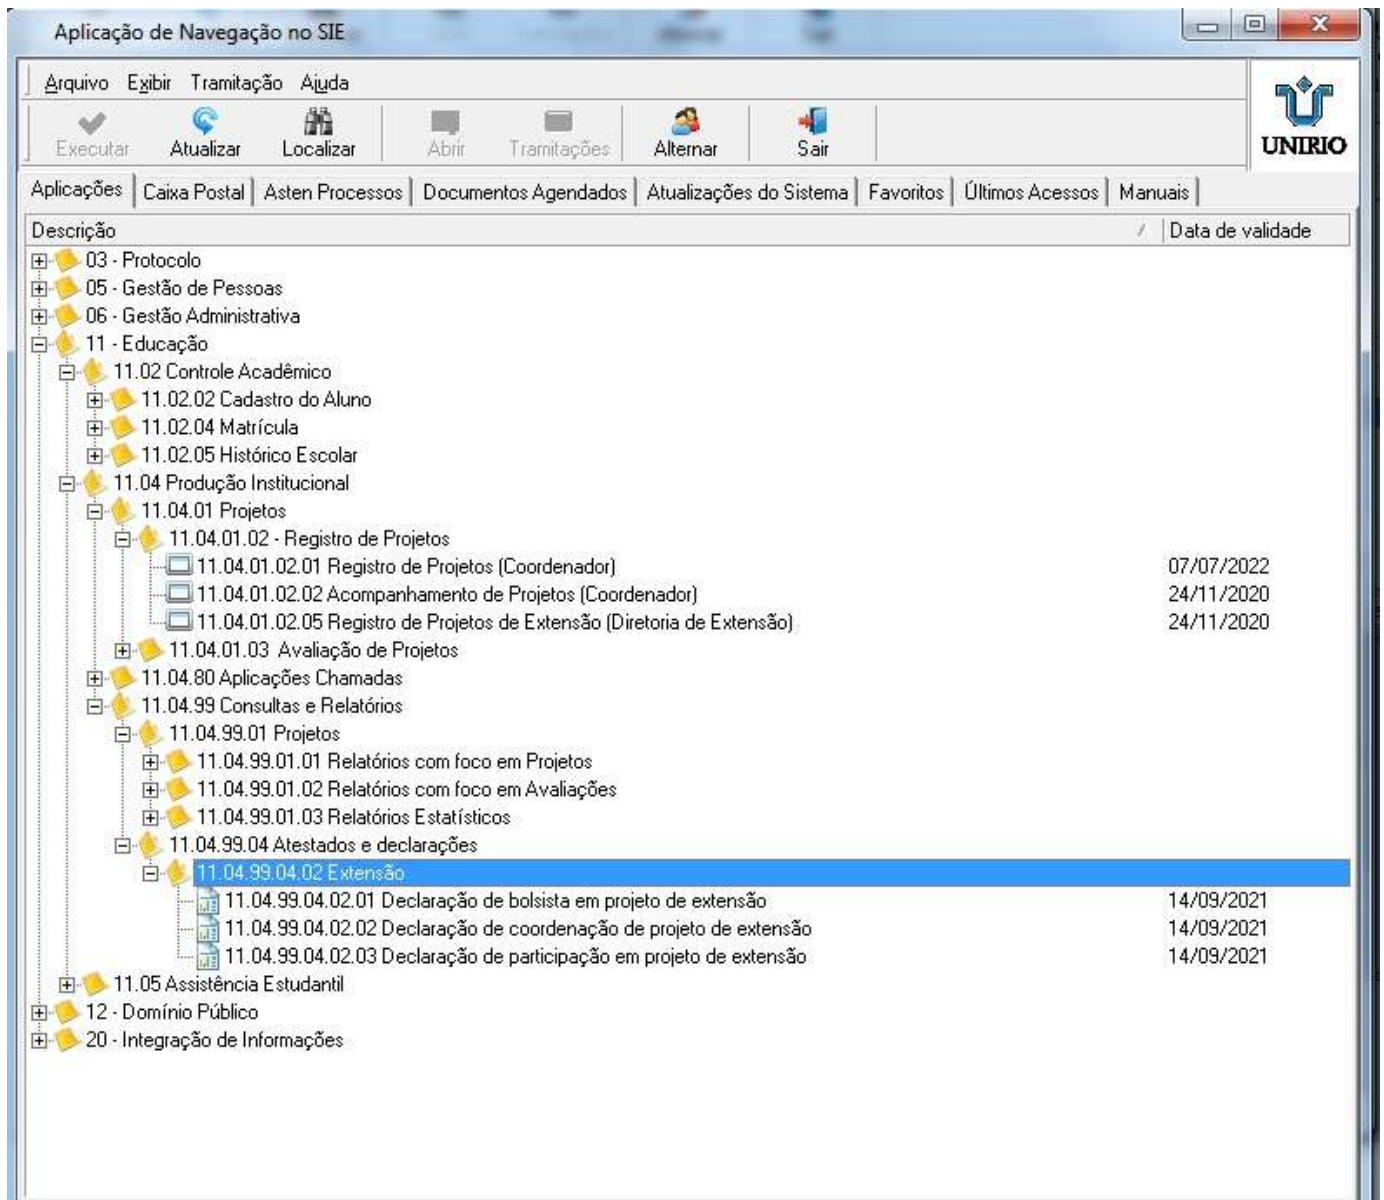 Aplicação de Navegação no SIE
Arquivo Exibir Tramitação Ajuda
Executar Atualizar Localizar Abrir Tramitações Alternar Sair
UNIRIO
Aplicações Caixa Postal Asten Processos Documentos Agendados Atualizações do Sistema Favoritos Últimos Acessos Manuais
Descrição Data de validade
03 - Protocolo
05 - Gestão de Pessoas
06 - Gestão Administrativa
11 - Educação
11.02 Controle Acadêmico
11.02.02 Cadastro do Aluno
11.02.04 Matrícula
11.02.05 Histórico Escolar
11.04 Produção Institucional
11.04.01 Projetos
11.04.01.02 - Registro de Projetos
11.04.01.02.01 Registro de Projetos (Coordenador) 07/07/2022
11.04.01.02.02 Acompanhamento de Projetos (Coordenador) 24/11/2020
11.04.01.02.05 Registro de Projetos de Extensão (Diretoria de Extensão) 24/11/2020
11.04.01.03 Avaliação de Projetos
11.04.80 Aplicações Chamadas
11.04.99 Consultas e Relatórios
11.04.99.01 Projetos
11.04.99.01.01 Relatórios com foco em Projetos
11.04.99.01.02 Relatórios com foco em Avaliações
11.04.99.01.03 Relatórios Estatísticos
11.04.99.04 Atestados e declarações
11.04.99.04.02 Extensão
11.04.99.04.02.01 Declaração de bolsista em projeto de extensão 14/09/2021
11.04.99.04.02.02 Declaração de coordenação de projeto de extensão 14/09/2021
11.04.99.04.02.03 Declaração de participação em projeto de extensão 14/09/2021
11.05 Assistência Estudantil
12 - Domínio Público
20 - Integração de Informações